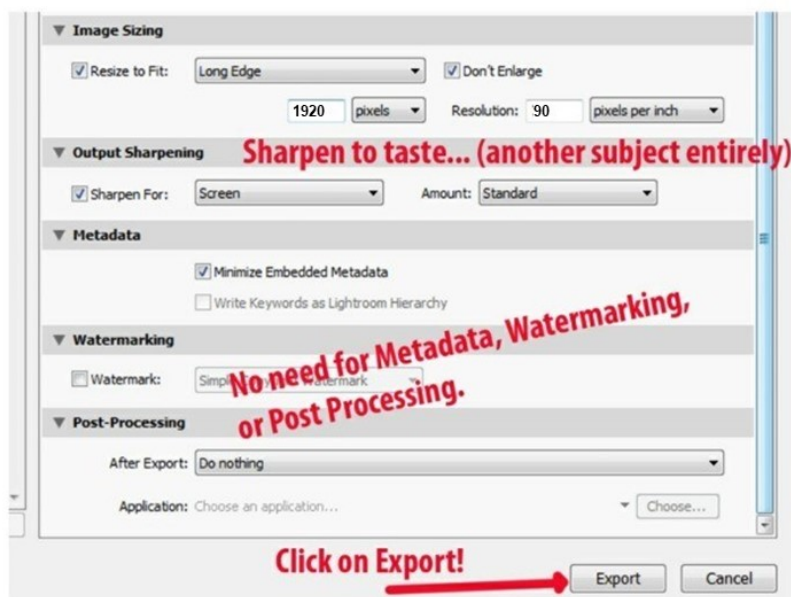 Image Sizing
Resize to Fit: Long Edge Don't Enlarge
1920 pixels Resolution: 90 pixels per inch
Output Sharpening Sharpen to taste... (another subject entirely)
Sharpen For: Screen Amount: Standard
Metadata
Minimize Embedded Metadata
Write Keywords as Lightroom Hierarchy
No need for Metadata, Watermarking,
or Post Processing.
Watermarking
Watermark:
Post-Processing
After Export: Do nothing
Application: Choose an application... Choose...
Click on Export!
Export Cancel